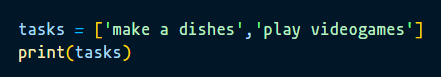 tasks = ['make a dishes','play videogames']
print(tasks)